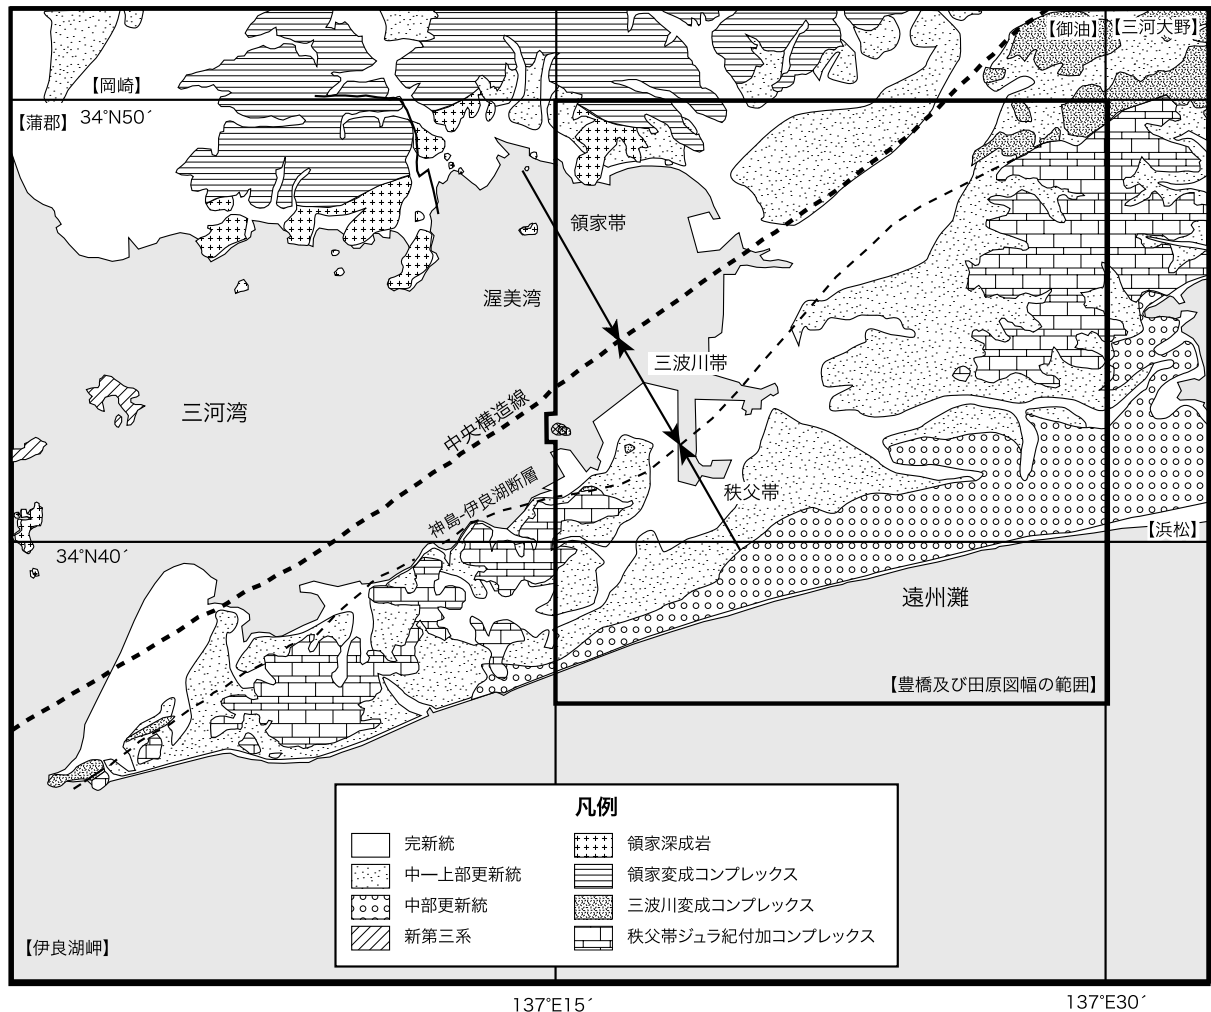 【御油】
【三河大野】
【岡崎】
34°N50´
【蒲郡】
領家帯
渥美湾
三波川帯
三河湾
中央構造線
神島-伊良湖断層
秩父帯
【浜松】
34°N40´
遠州灘
【豊橋及び田原図幅の範囲】
凡例
完新統
領家深成岩
中ー上部更新統
領家変成コンプレックス
中部更新統
三波川変成コンプレックス
新第三系
秩父帯ジュラ紀付加コンプレックス
【伊良湖岬】
137°E15´
137°E30´